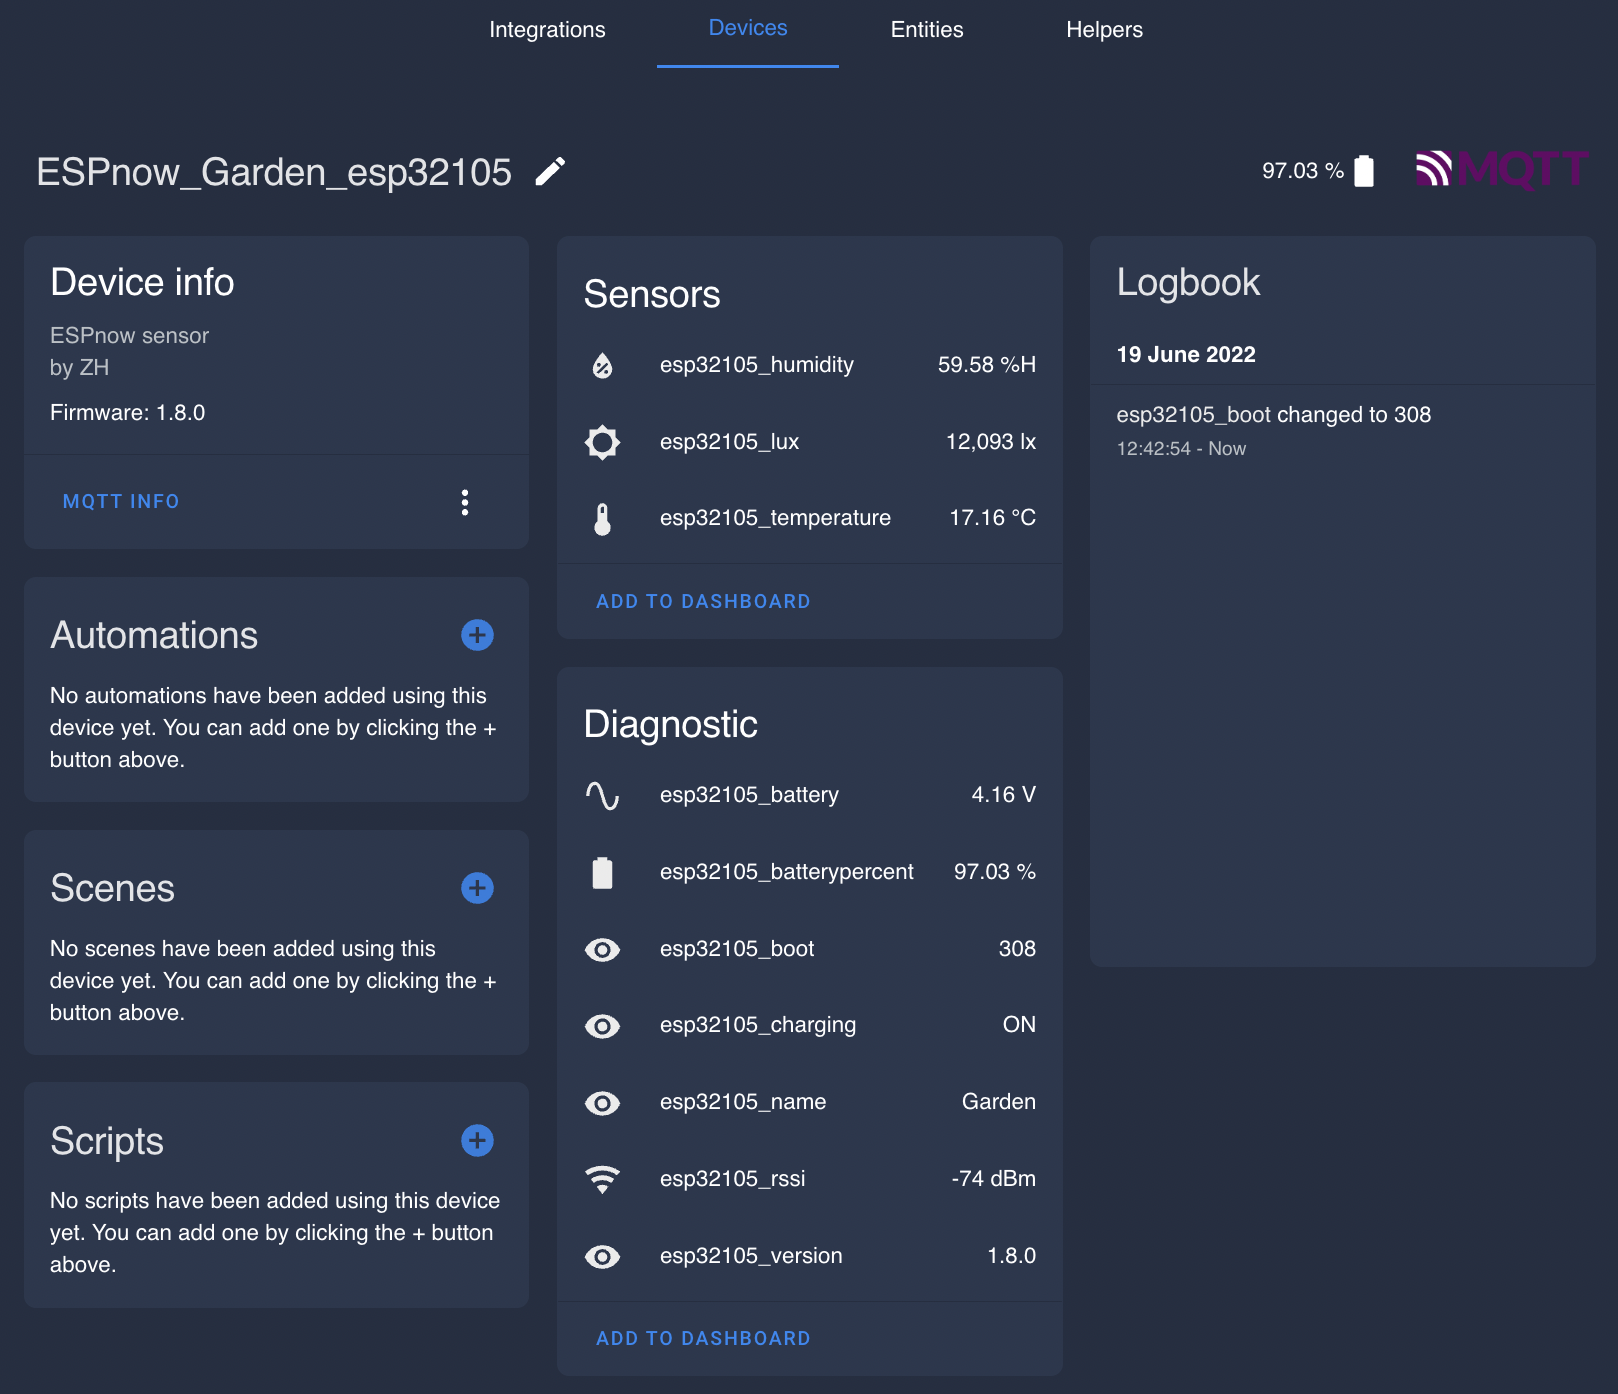 Integrations
Devices
Entities
Helpers
ESPnow_Garden_esp32105
97.03 %
MQTT
Device info
ESPnow sensor
by ZH
Firmware: 1.8.0
MQTT INFO
Automations
No automations have been added using this
device yet. You can add one by clicking the +
button above.
Scenes
No scenes have been added using this
device yet. You can add one by clicking the +
button above.
Scripts
No scripts have been added using this device
yet. You can add one by clicking the + button
above.
Sensors
esp32105_humidity 59.58 %H
esp32105_lux 12,093 lx
esp32105_temperature 17.16 °C
ADD TO DASHBOARD
Diagnostic
esp32105_battery 4.16 V
esp32105_batterypercent 97.03 %
esp32105_boot 308
esp32105_charging ON
esp32105_name Garden
esp32105_rssi -74 dBm
esp32105_version 1.8.0
ADD TO DASHBOARD
Logbook
19 June 2022
esp32105_boot changed to 308
12:42:54 - Now